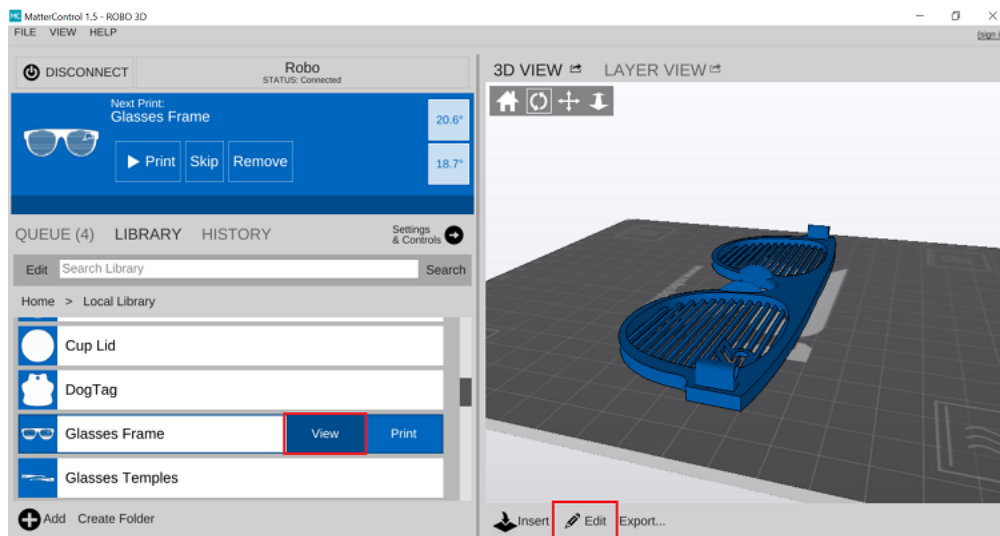 MatterControl 1.5 - ROBO 3D
FILE VIEW HELP
DISCONNECT
Robo
STATUS: Connected
Next Print:
Glasses Frame
20.6°
Print Skip Remove
18.7°
QUEUE (4) LIBRARY HISTORY
Settings
& Controls
Edit Search Library Search
Home > Local Library
Cup Lid
DogTag
Glasses Frame View Print
Glasses Temples
Add Create Folder
3D VIEW LAYER VIEW
Insert Edit Export...